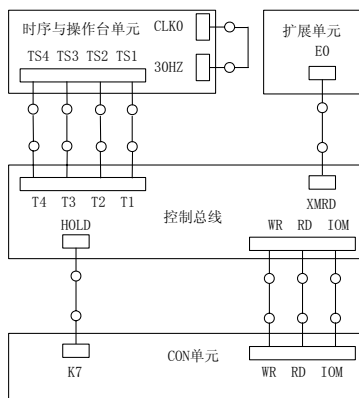 时序与操作台单元
CLK0
扩展单元
TS4 TS3 TS2 TS1
30HZ
E0
T4 T3 T2 T1
控制总线
XMRD
HOLD
WR RD IOM
CON单元
K7
WR RD IOM